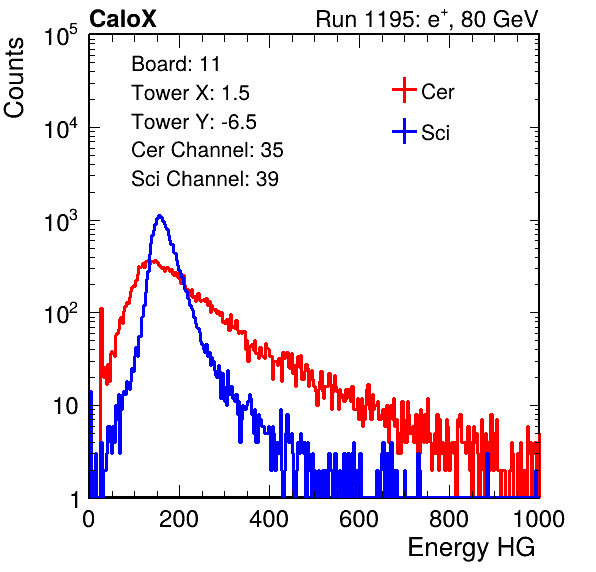 CaloX Run 1195: e⁺, 80 GeV
Counts
Board: 11
Tower X: 1.5
Tower Y: -6.5
Cer Channel: 35
Sci Channel: 39
Cer
Sci
10⁵
10⁴
10³
10²
10
1
0 200 400 600 800 1000
Energy HG